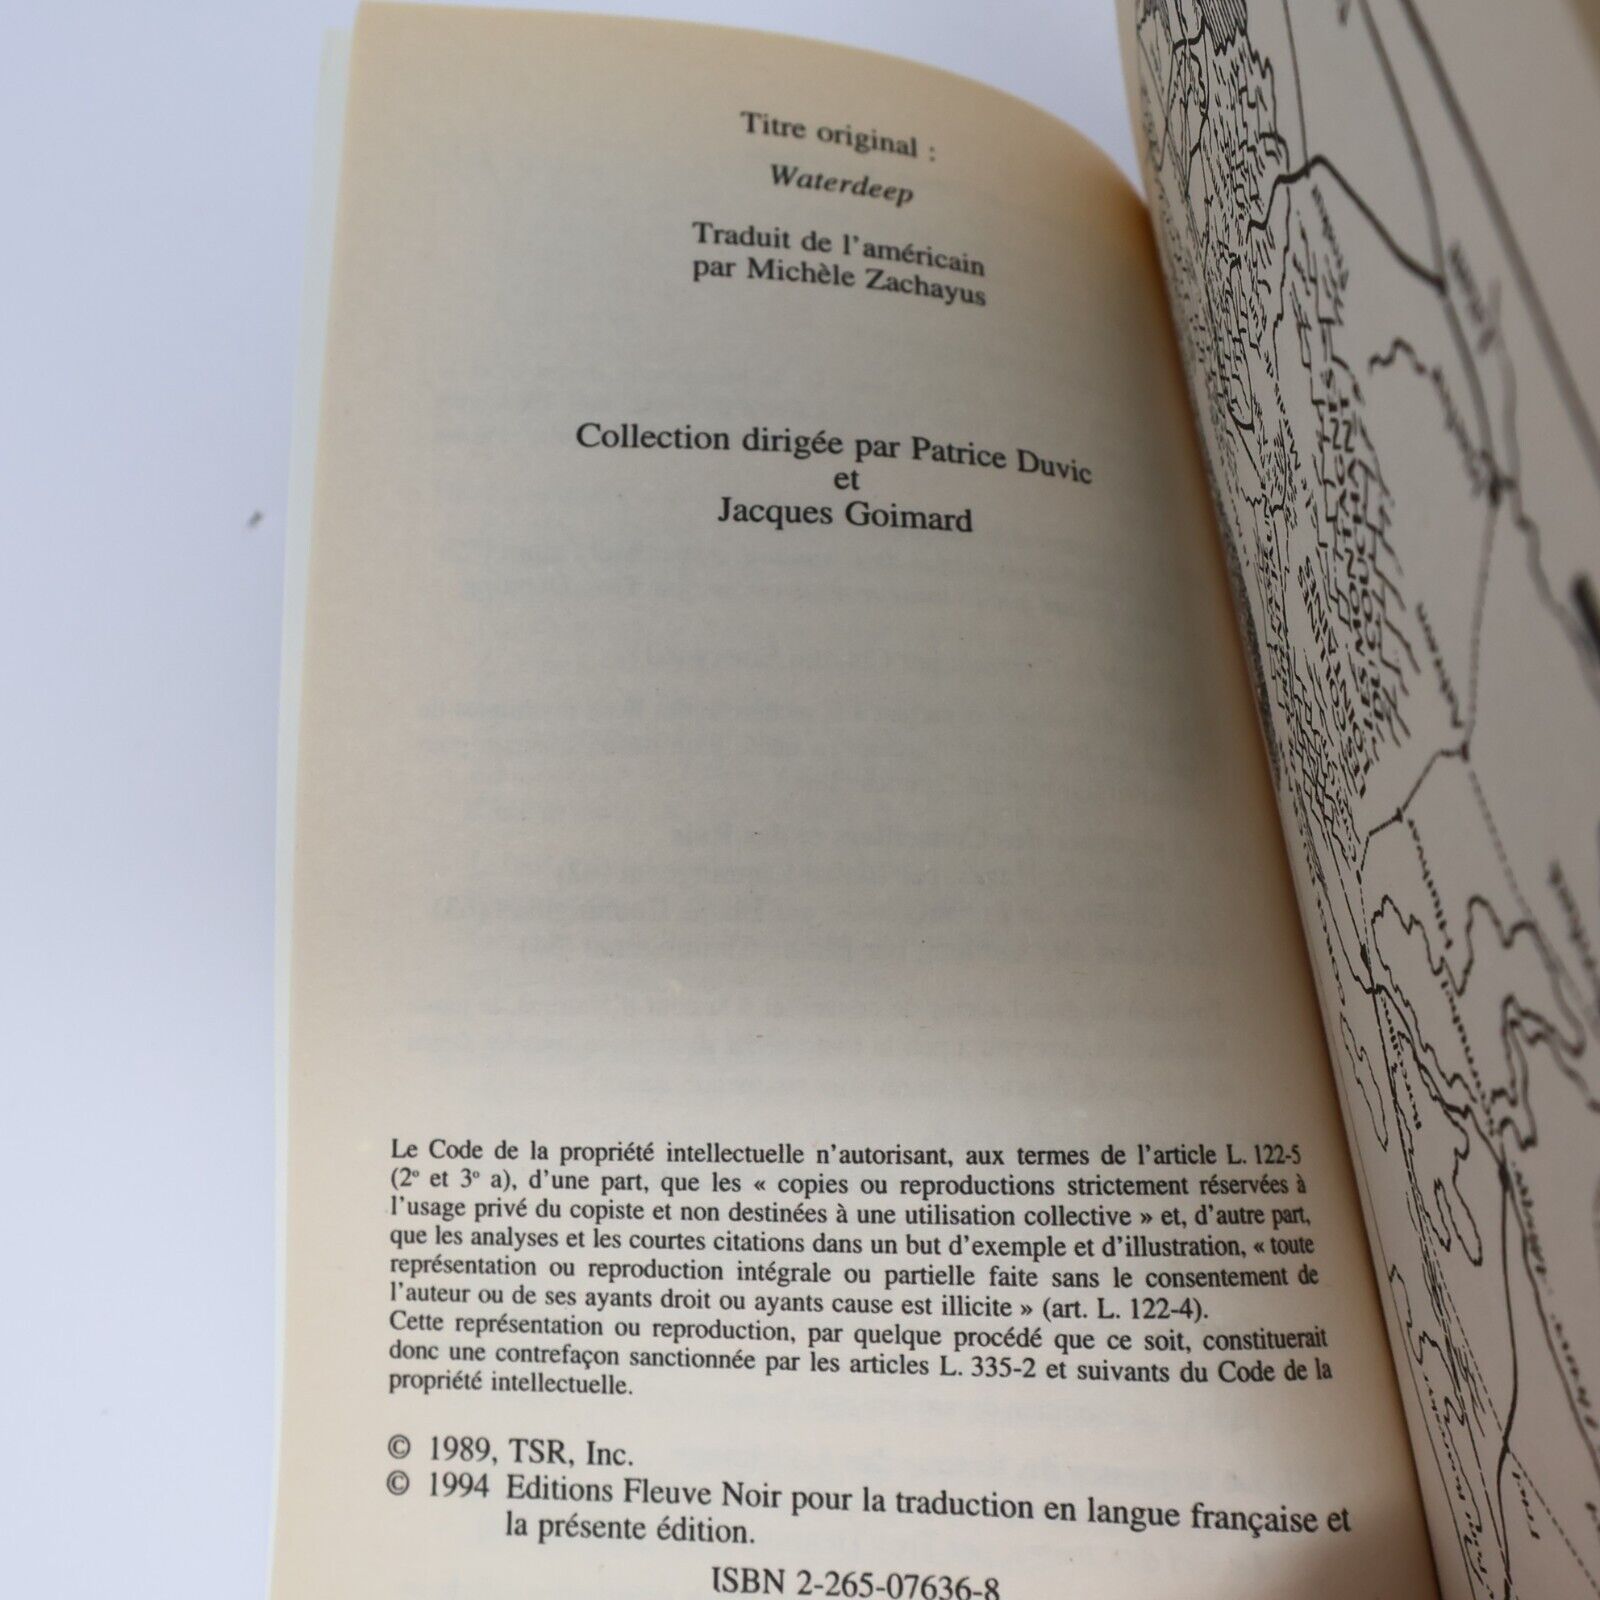 Titre original :
Waterdeep
Traduit de l'américain
par Michèle Zachayus
Collection dirigée par Patrice Duvic
et
Jacques Goimard
Le Code de la propriété intellectuelle n'autorisant, aux termes de l'article L. 122-5
(2° et 3° a), d'une part, que les « copies ou reproductions strictement réservées à
l'usage privé du copiste et non destinées à une utilisation collective » et, d'autre part,
que les analyses et les courtes citations dans un but d'exemple et d'illustration, « toute
représentation ou reproduction intégrale ou partielle faite sans le consentement de
l'auteur ou de ses ayants droit ou ayants cause est illicite » (art. L. 122-4).
Cette représentation ou reproduction, par quelque procédé que ce soit, constituerait
donc une contrefaçon sanctionnée par les articles L. 335-2 et suivants du Code de la
propriété intellectuelle.
© 1989, TSR, Inc.
© 1994 Editions Fleuve Noir pour la traduction en langue française et
la présente édition.
ISBN 2-265-07636-8